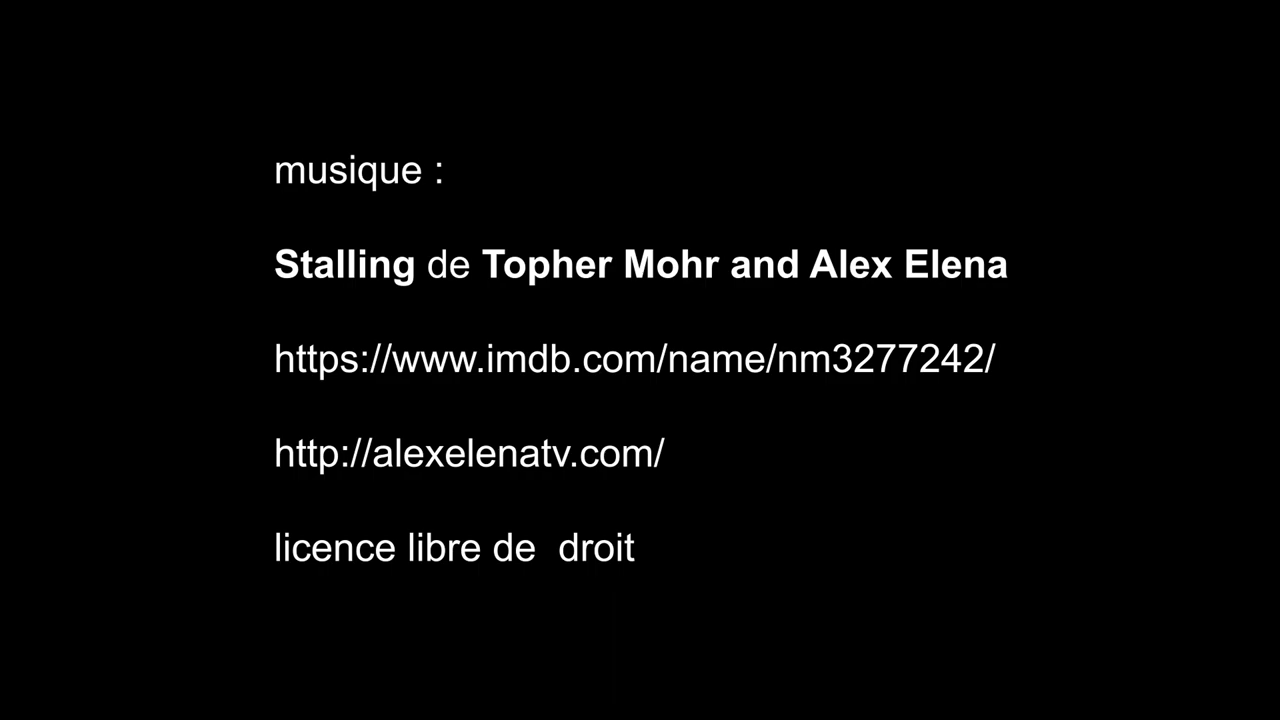 musique :
Stalling de Topher Mohr and Alex Elena
https://www.imdb.com/name/nm3277242/
http://alexelenatv.com/
licence libre de  droit